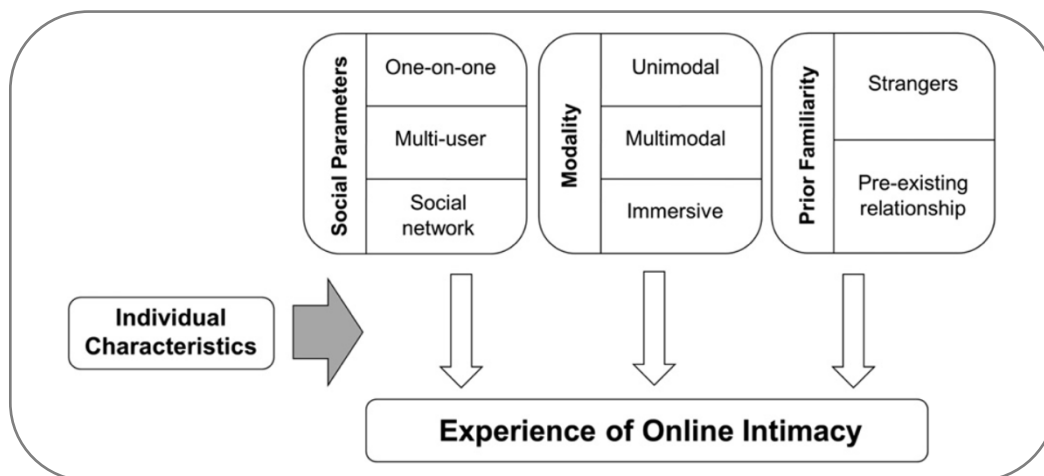 Social Parameters
One-on-one
Multi-user
Social
network
Modality
Unimodal
Multimodal
Immersive
Prior Familiarity
Strangers
Pre-existing
relationship
Individual
Characteristics
Experience of Online Intimacy